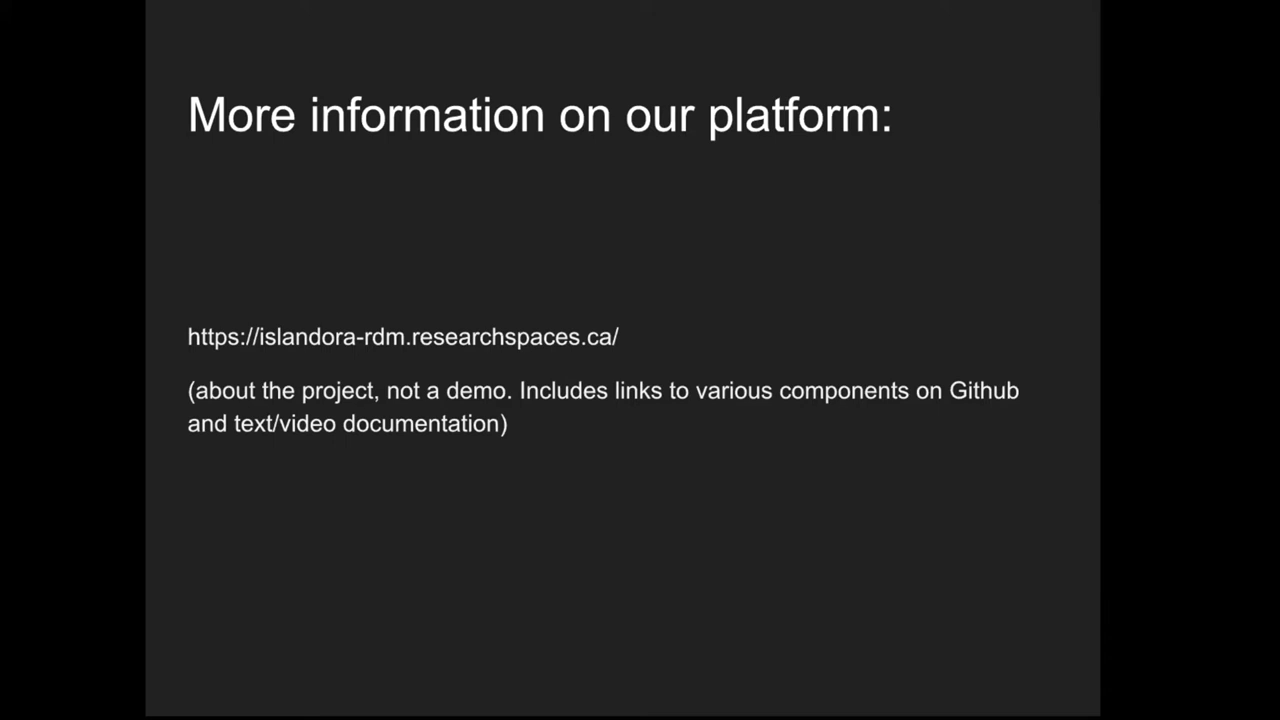 More information on our platform:
https://islandora-rdm.researchspaces.ca/
(about the project, not a demo. Includes links to various components on Github
and text/video documentation)